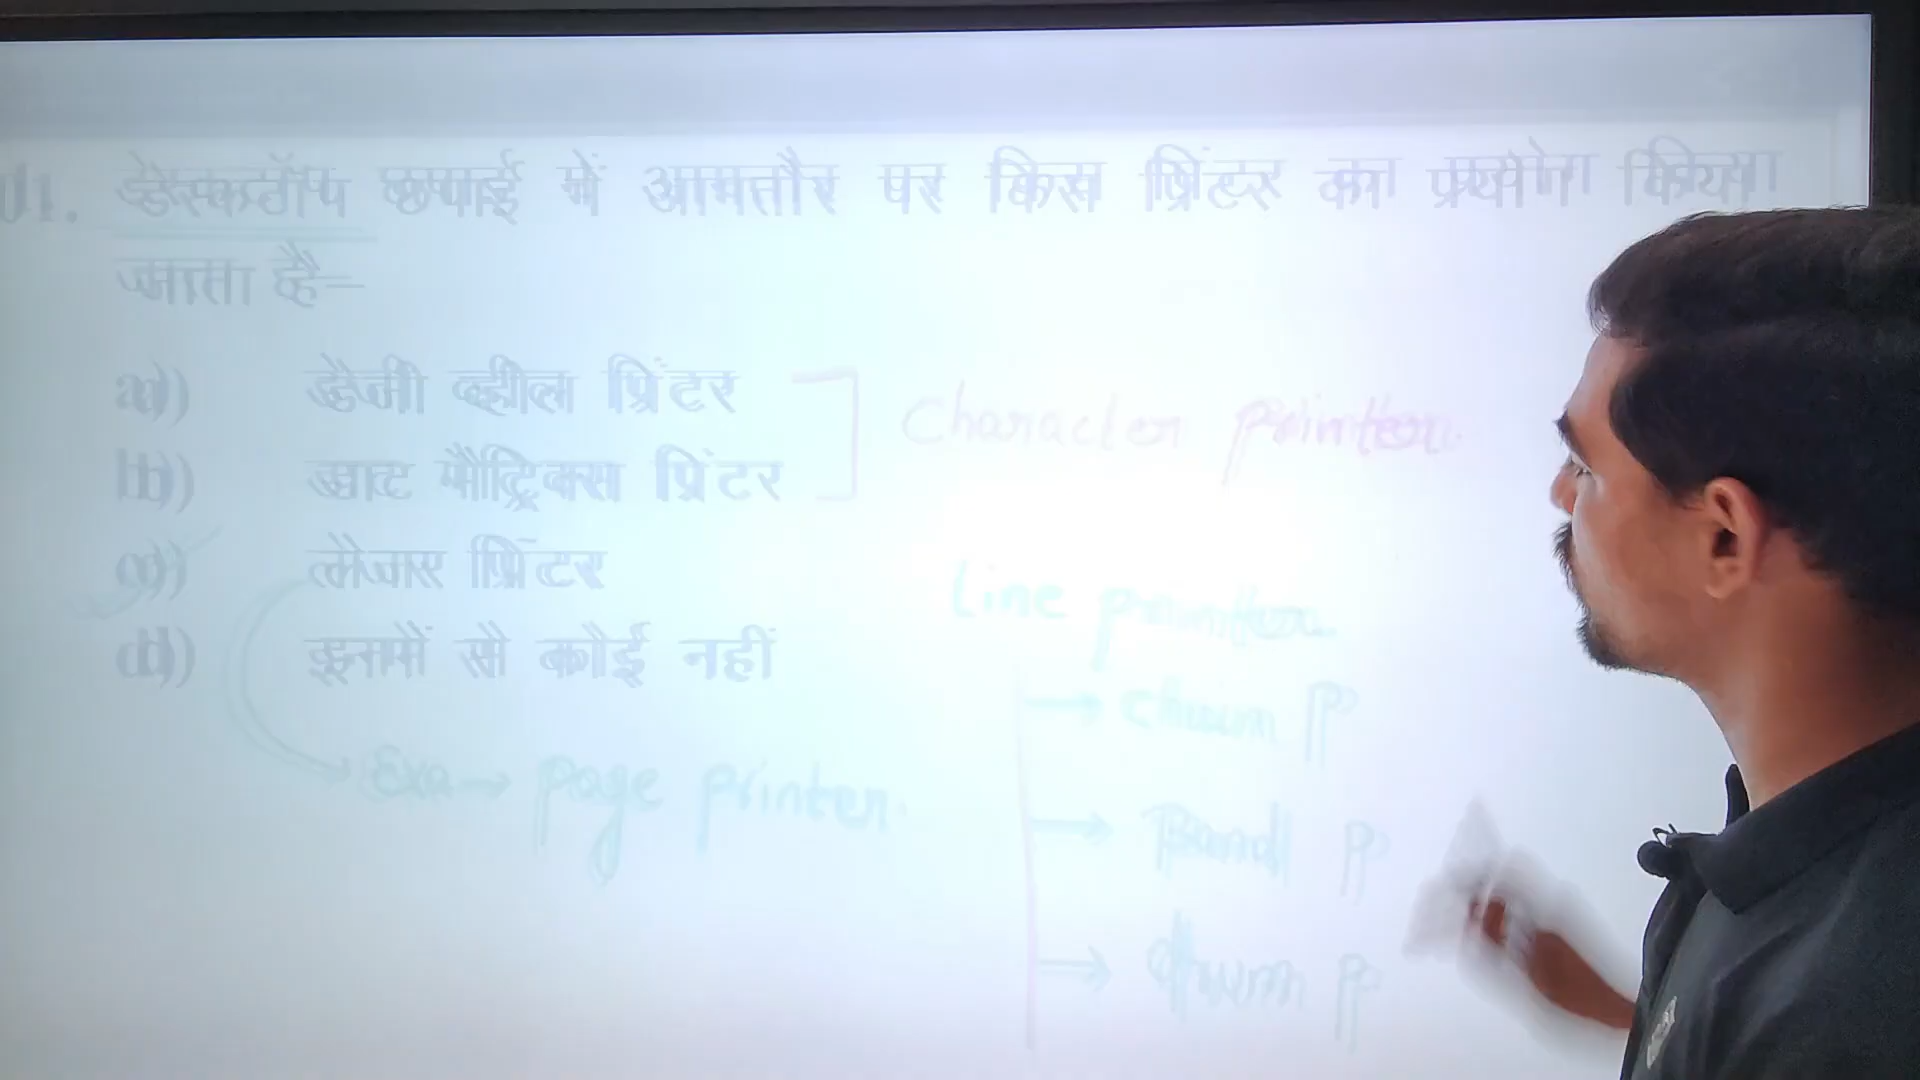 01. डेस्कटॉप छपाई में आमतौर पर किस प्रिंटर का प्रयोग किया
जाता है–
a) डेजी व्हील प्रिंटर
b) डाट मैट्रिक्स प्रिंटर
character printer.
c) लेजर प्रिंटर
Line printer
d) इनमें से कोई नहीं
→ chain P
Exa → page printer.
→ Band P
→ drum P